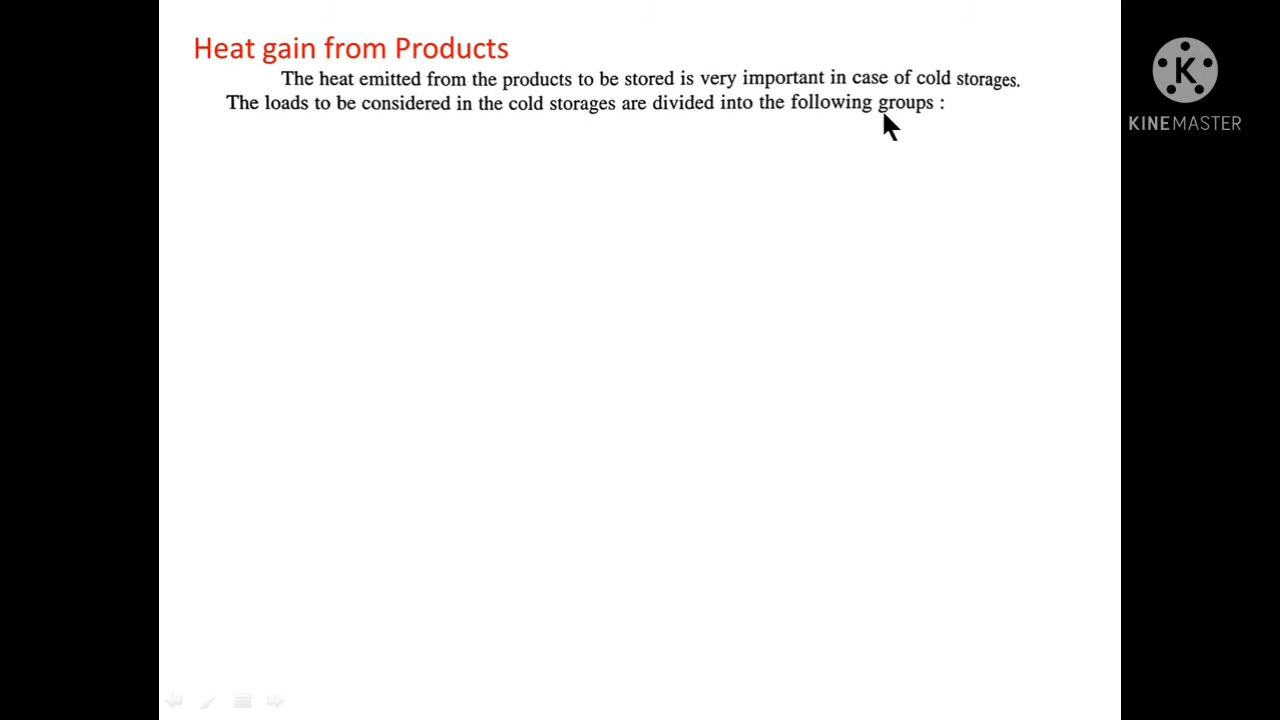 Heat gain from Products
The heat emitted from the products to be stored is very important in case of cold storages.
The loads to be considered in the cold storages are divided into the following groups :
K
KINEMASTER